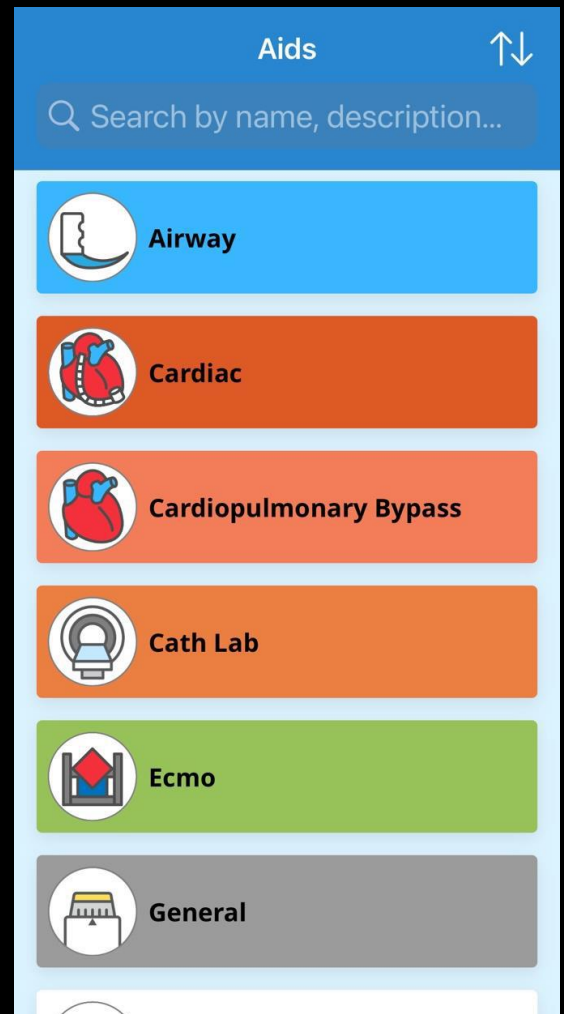 Aids
Search by name, description...
Airway
Cardiac
Cardiopulmonary Bypass
Cath Lab
Ecmo
General